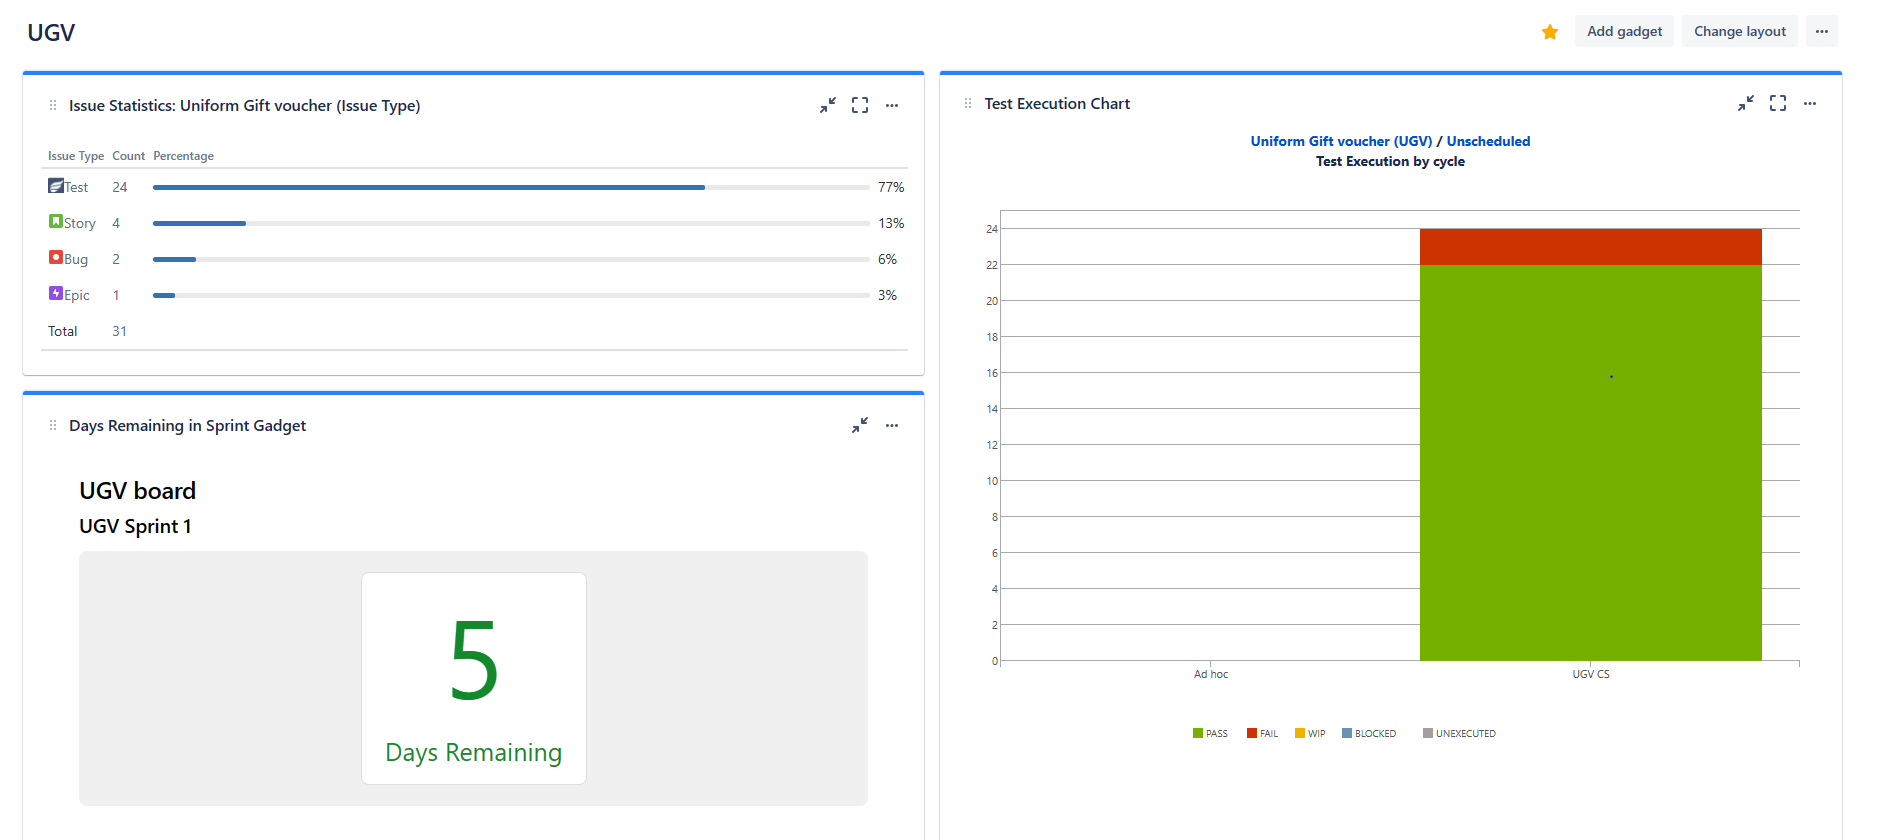 UGV
Add gadget
Change layout
Issue Statistics: Uniform Gift voucher (Issue Type)
Issue Type Count Percentage
Test 24 77%
Story 4 13%
Bug 2 6%
Epic 1 3%
Total 31
Days Remaining in Sprint Gadget
UGV board
UGV Sprint 1
5
Days Remaining
Test Execution Chart
Uniform Gift voucher (UGV) / Unscheduled
Test Execution by cycle
24
22
20
18
16
14
12
10
8
6
4
2
0
Ad hoc UGV CS
PASS FAIL WIP BLOCKED UNEXECUTED